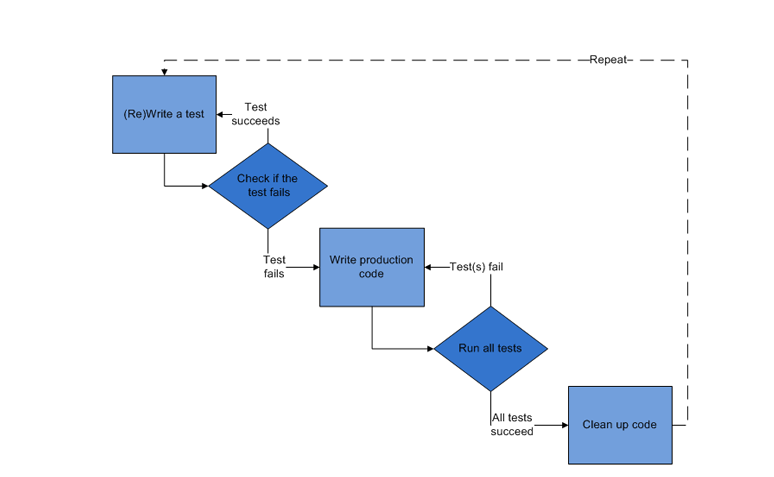 Repeat
(Re)Write a test
Test
succeeds
Check if the
test fails
Test
fails
Write production
code
Test(s) fail
Run all tests
All tests
succeed
Clean up code